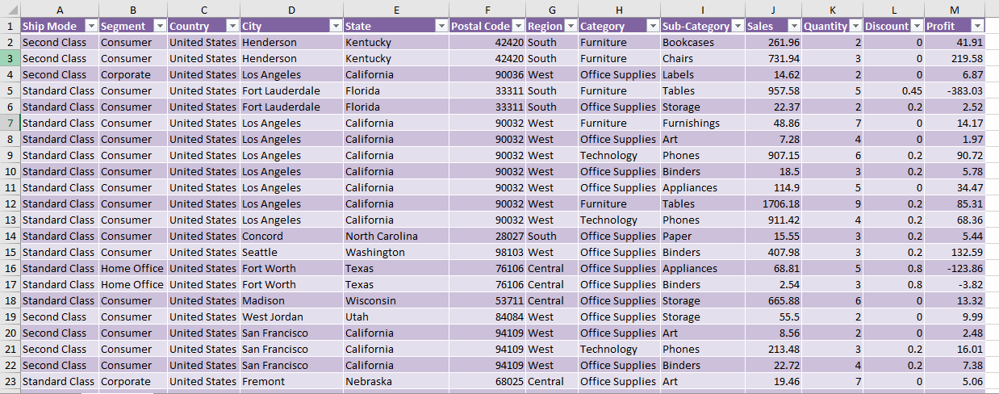 A B C D E F G H I J K L M
1 Ship Mode Segment Country City State Postal Code Region Category Sub-Category Sales Quantity Discount Profit
2 Second Class Consumer United States Henderson Kentucky 42420 South Furniture Bookcases 261.96 2 0 41.91
3 Second Class Consumer United States Henderson Kentucky 42420 South Furniture Chairs 731.94 3 0 219.58
4 Second Class Corporate United States Los Angeles California 90036 West Office Supplies Labels 14.62 2 0 6.87
5 Standard Class Consumer United States Fort Lauderdale Florida 33311 South Furniture Tables 957.58 5 0.45 -383.03
6 Standard Class Consumer United States Fort Lauderdale Florida 33311 South Office Supplies Storage 22.37 2 0.2 2.52
7 Standard Class Consumer United States Los Angeles California 90032 West Furniture Furnishings 48.86 7 0 14.17
8 Standard Class Consumer United States Los Angeles California 90032 West Office Supplies Art 7.28 4 0 1.97
9 Standard Class Consumer United States Los Angeles California 90032 West Technology Phones 907.15 6 0.2 90.72
10 Standard Class Consumer United States Los Angeles California 90032 West Office Supplies Binders 18.5 3 0.2 5.78
11 Standard Class Consumer United States Los Angeles California 90032 West Office Supplies Appliances 114.9 5 0 34.47
12 Standard Class Consumer United States Los Angeles California 90032 West Furniture Tables 1706.18 9 0.2 85.31
13 Standard Class Consumer United States Los Angeles California 90032 West Technology Phones 911.42 4 0.2 68.36
14 Standard Class Consumer United States Concord North Carolina 28027 South Office Supplies Paper 15.55 3 0.2 5.44
15 Standard Class Consumer United States Seattle Washington 98103 West Office Supplies Binders 407.98 3 0.2 132.59
16 Standard Class Home Office United States Fort Worth Texas 76106 Central Office Supplies Appliances 68.81 5 0.8 -123.86
17 Standard Class Home Office United States Fort Worth Texas 76106 Central Office Supplies Binders 2.54 3 0.8 -3.82
18 Standard Class Consumer United States Madison Wisconsin 53711 Central Office Supplies Storage 665.88 6 0 13.32
19 Second Class Consumer United States West Jordan Utah 84084 West Office Supplies Storage 55.5 2 0 9.99
20 Second Class Consumer United States San Francisco California 94109 West Office Supplies Art 8.56 2 0 2.48
21 Second Class Consumer United States San Francisco California 94109 West Technology Phones 213.48 3 0.2 16.01
22 Second Class Consumer United States San Francisco California 94109 West Office Supplies Binders 22.72 4 0.2 7.38
23 Standard Class Corporate United States Fremont Nebraska 68025 Central Office Supplies Art 19.46 7 0 5.06